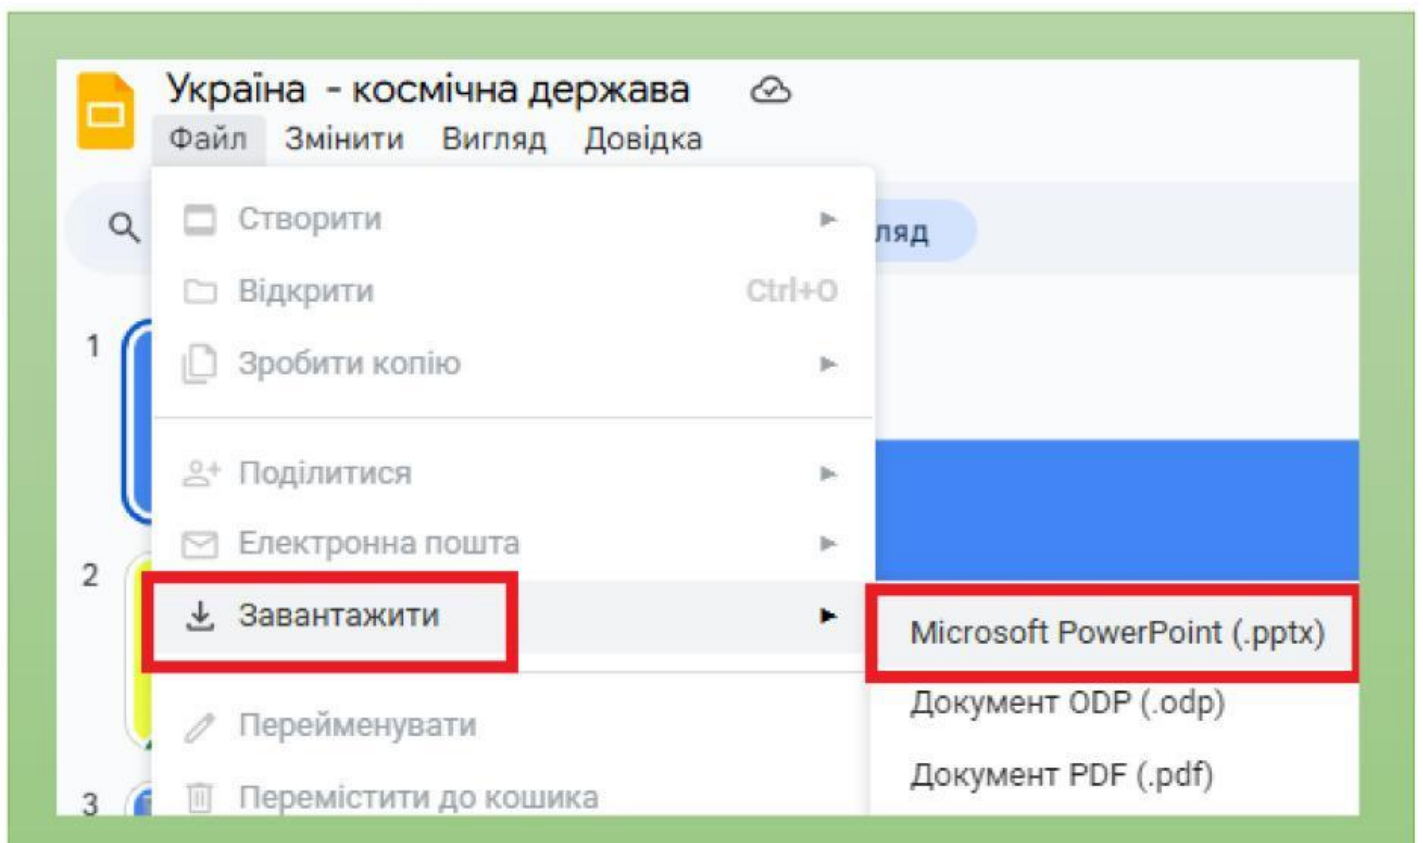 Україна - космічна держава
Файл Змінити Вигляд Довідка
Створити
ляд
Відкрити Ctrl+O
1
Зробити копію
Поділитися
Електронна пошта
2
Завантажити
Microsoft PowerPoint (.pptx)
Документ ODP (.odp)
Перейменувати
Документ PDF (.pdf)
3 Перемістити до кошика